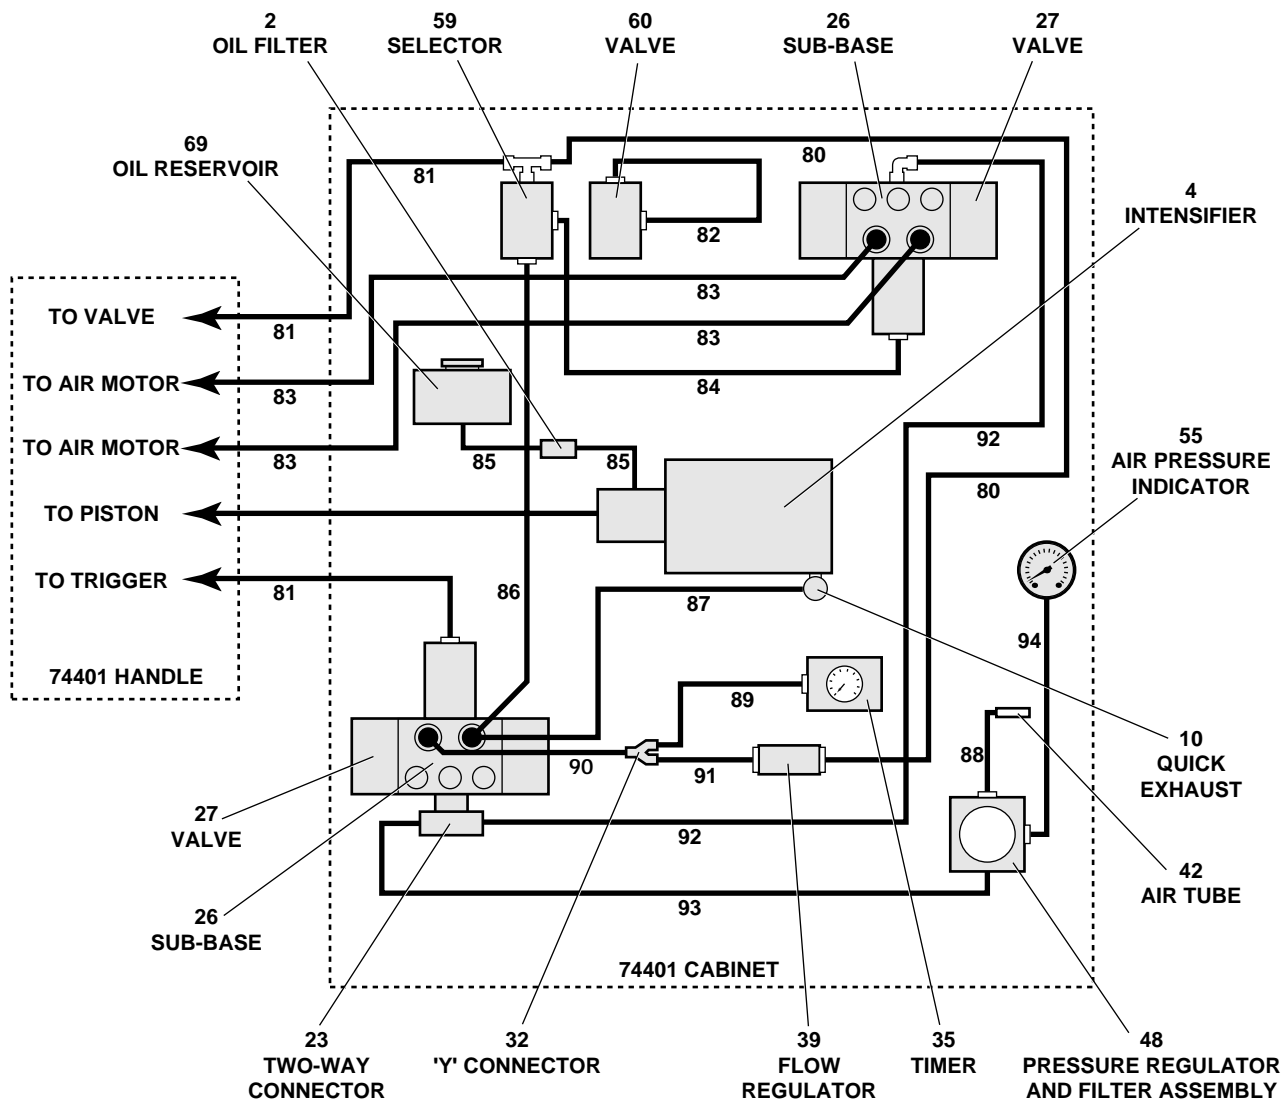 2
OIL FILTER
59
SELECTOR
60
VALVE
26
SUB-BASE
27
VALVE
69
OIL RESERVOIR
81
80
82
4
INTENSIFIER
83
83
84
TO VALVE
81
TO AIR MOTOR
83
TO AIR MOTOR
83
85
85
92
80
55
AIR PRESSURE
INDICATOR
TO PISTON
TO TRIGGER
81
86
87
94
74401 HANDLE
89
88
90
91
10
QUICK
EXHAUST
27
VALVE
92
93
42
AIR TUBE
26
SUB-BASE
74401 CABINET
23
TWO-WAY
CONNECTOR
32
'Y' CONNECTOR
39
FLOW
REGULATOR
35
TIMER
48
PRESSURE REGULATOR
AND FILTER ASSEMBLY